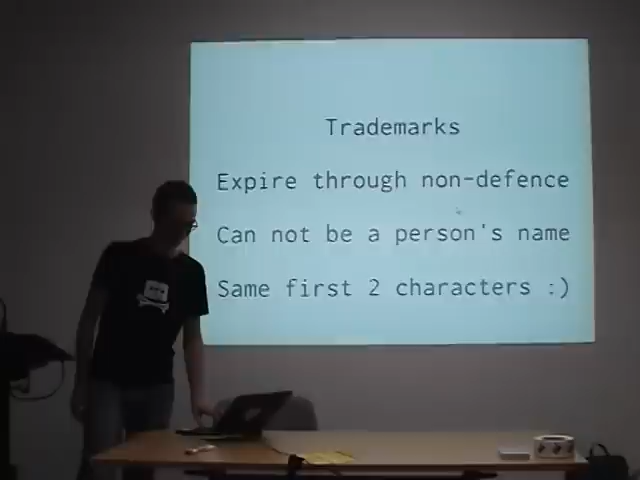 Trademarks
Expire through non-defence
Can not be a person's name
Same first 2 characters :)